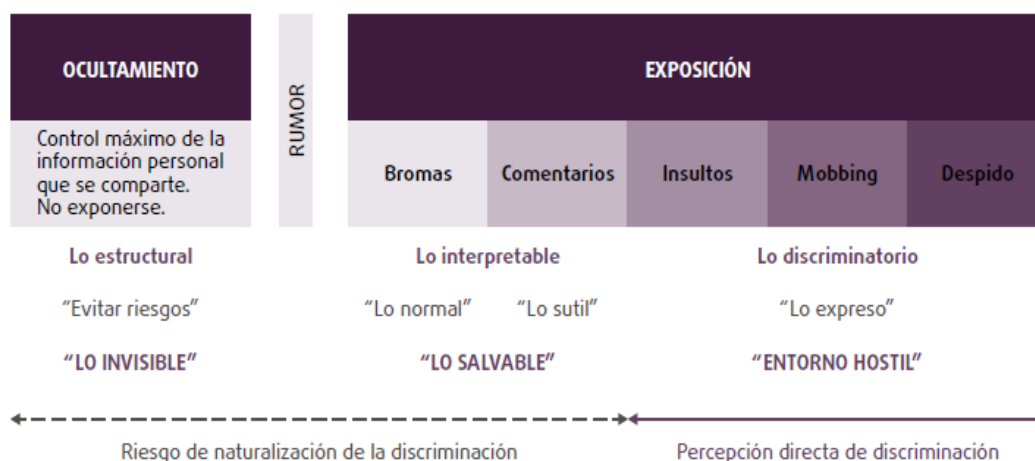 OCULTAMIENTO
Control máximo de la
información personal
que se comparte.
No exponerse.
RUMOR
EXPOSICIÓN
Bromas
Comentarios
Insultos
Mobbing
Despido
Lo estructural
Lo interpretable
Lo discriminatorio
“Evitar riesgos”
“Lo normal”
“Lo sutil”
“Lo expreso”
“LO INVISIBLE”
“LO SALVABLE”
“ENTORNO HOSTIL”
Riesgo de naturalización de la discriminación
Percepción directa de discriminación